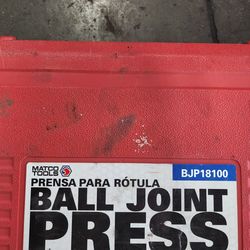 MATCO
TOOLS
BJP18100
PRENSA PARA RÓTULA
BALL JOINT
PRESS